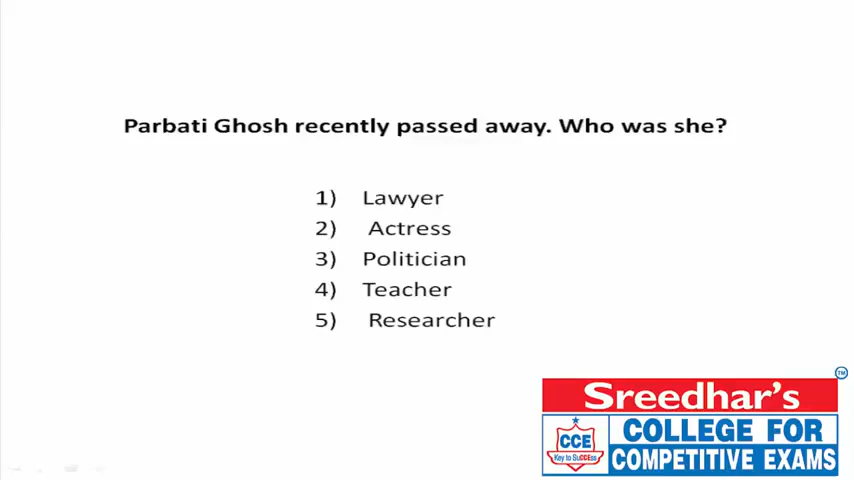 Parbati Ghosh recently passed away. Who was she?
1) Lawyer
2) Actress
3) Politician
4) Teacher
5) Researcher
TM
Sreedhar's
CCE
Key to SuCCEss
COLLEGE FOR
COMPETITIVE EXAMS